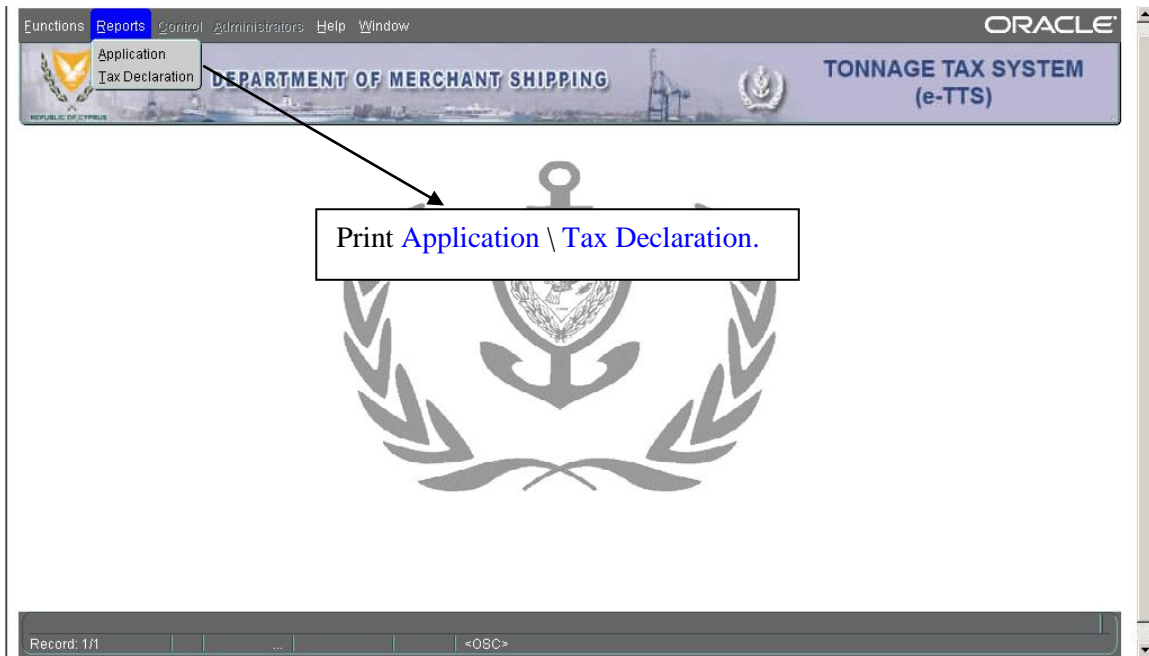 Functions Reports Control Administrators Help Window
ORACLE
Application
Tax Declaration
DEPARTMENT OF MERCHANT SHIPPING
TONNAGE TAX SYSTEM
(e-TTS)
REPUBLIC OF CYPRUS
Print Application \ Tax Declaration.
Record: 1/1 ... <OSC>